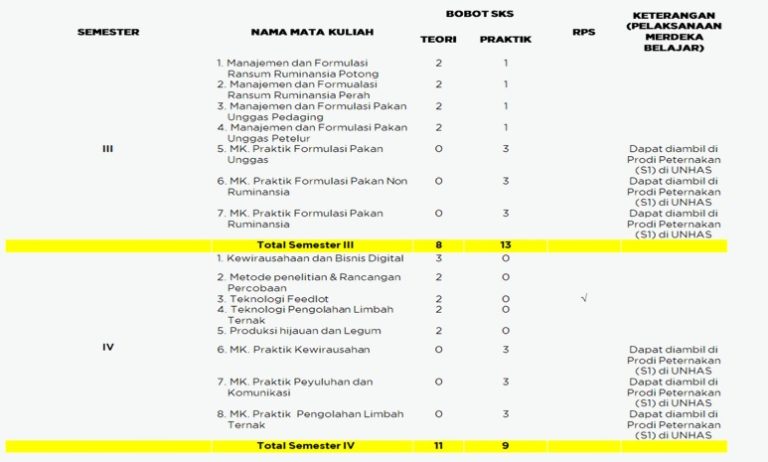 SEMESTER NAMA MATA KULIAH BOBOT SKS RPS KETERANGAN
(PELAKSANAAN
MERDEKA
BELAJAR)
TEORI PRAKTIK
III
1. Manajemen dan Formulasi 2 1
Ransum Ruminansia Potong
2. Manajemen dan Formualasi 2 1
Ransum Ruminansia Perah
3. Manajemen dan Formulasi Pakan 2 1
Unggas Pedaging
4. Manajemen dan Formulasi Pakan 2 1
Unggas Petelur
5. MK. Praktik Formulasi Pakan 0 3 Dapat diambil di
Unggas Prodi Peternakan
(S1) di UNHAS
6. MK. Praktik Formulasi Pakan Non 0 3 Dapat diambil di
Ruminansia Prodi Peternakan
(S1) di UNHAS
7. MK. Praktik Formulasi Pakan 0 3 Dapat diambil di
Ruminansia Prodi Peternakan
(S1) di UNHAS
Total Semester III 8 13
IV
1. Kewirausahaan dan Bisnis Digital 3 0
2. Metode penelitian & Rancangan 2 0
Percobaan
3. Teknologi Feedlot 2 0 √
4. Teknologi Pengolahan Limbah 2 0
Ternak
5. Produksi hijauan dan Legum 2 0
6. MK. Praktik Kewirausahan 0 3 Dapat diambil di
Prodi Peternakan
(S1) di UNHAS
7. MK. Praktik Peyuluhan dan 0 3 Dapat diambil di
Komunikasi Prodi Peternakan
(S1) di UNHAS
8. MK. Praktik Pengolahan Limbah 0 3 Dapat diambil di
Ternak Prodi Peternakan
(S1) di UNHAS
Total Semester IV 11 9